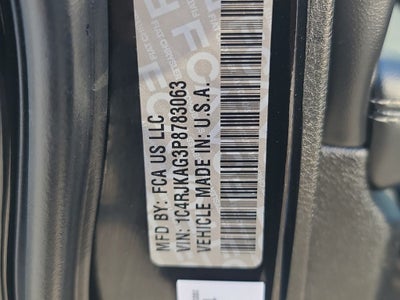 MFD BY: FCA US LLC
VIN: 1C4RJKAG3P8783063
VEHICLE MADE IN: U.S.A.